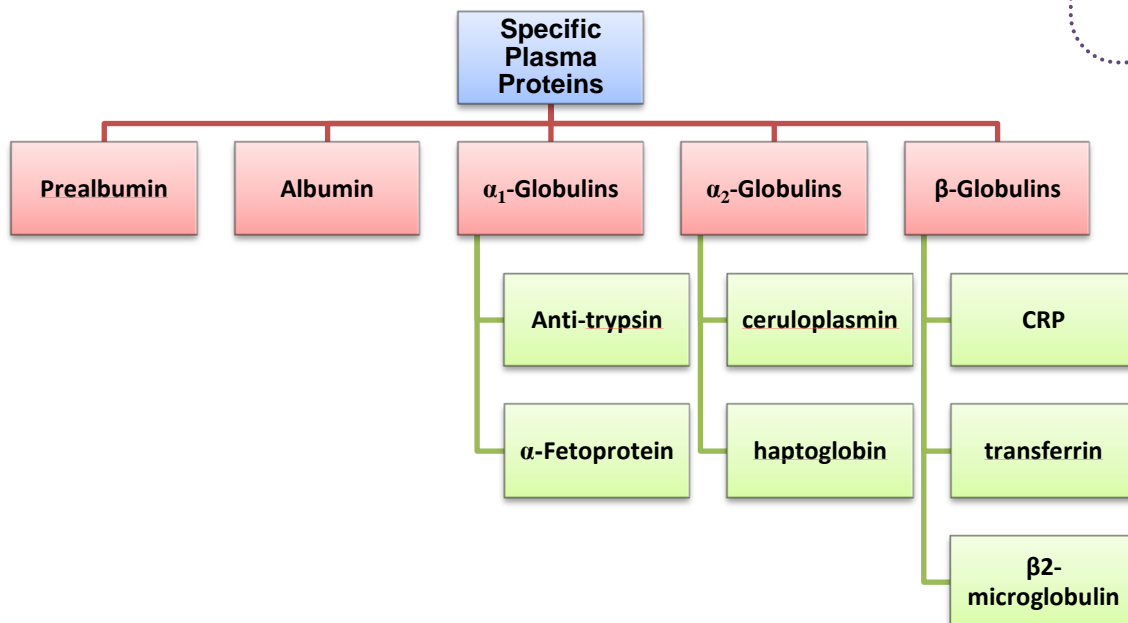 Specific
Plasma
Proteins
Prealbumin
Albumin
α₁-Globulins
α₂-Globulins
β-Globulins
Anti-trypsin
ceruloplasmin
CRP
α-Fetoprotein
haptoglobin
transferrin
β2-
microglobulin